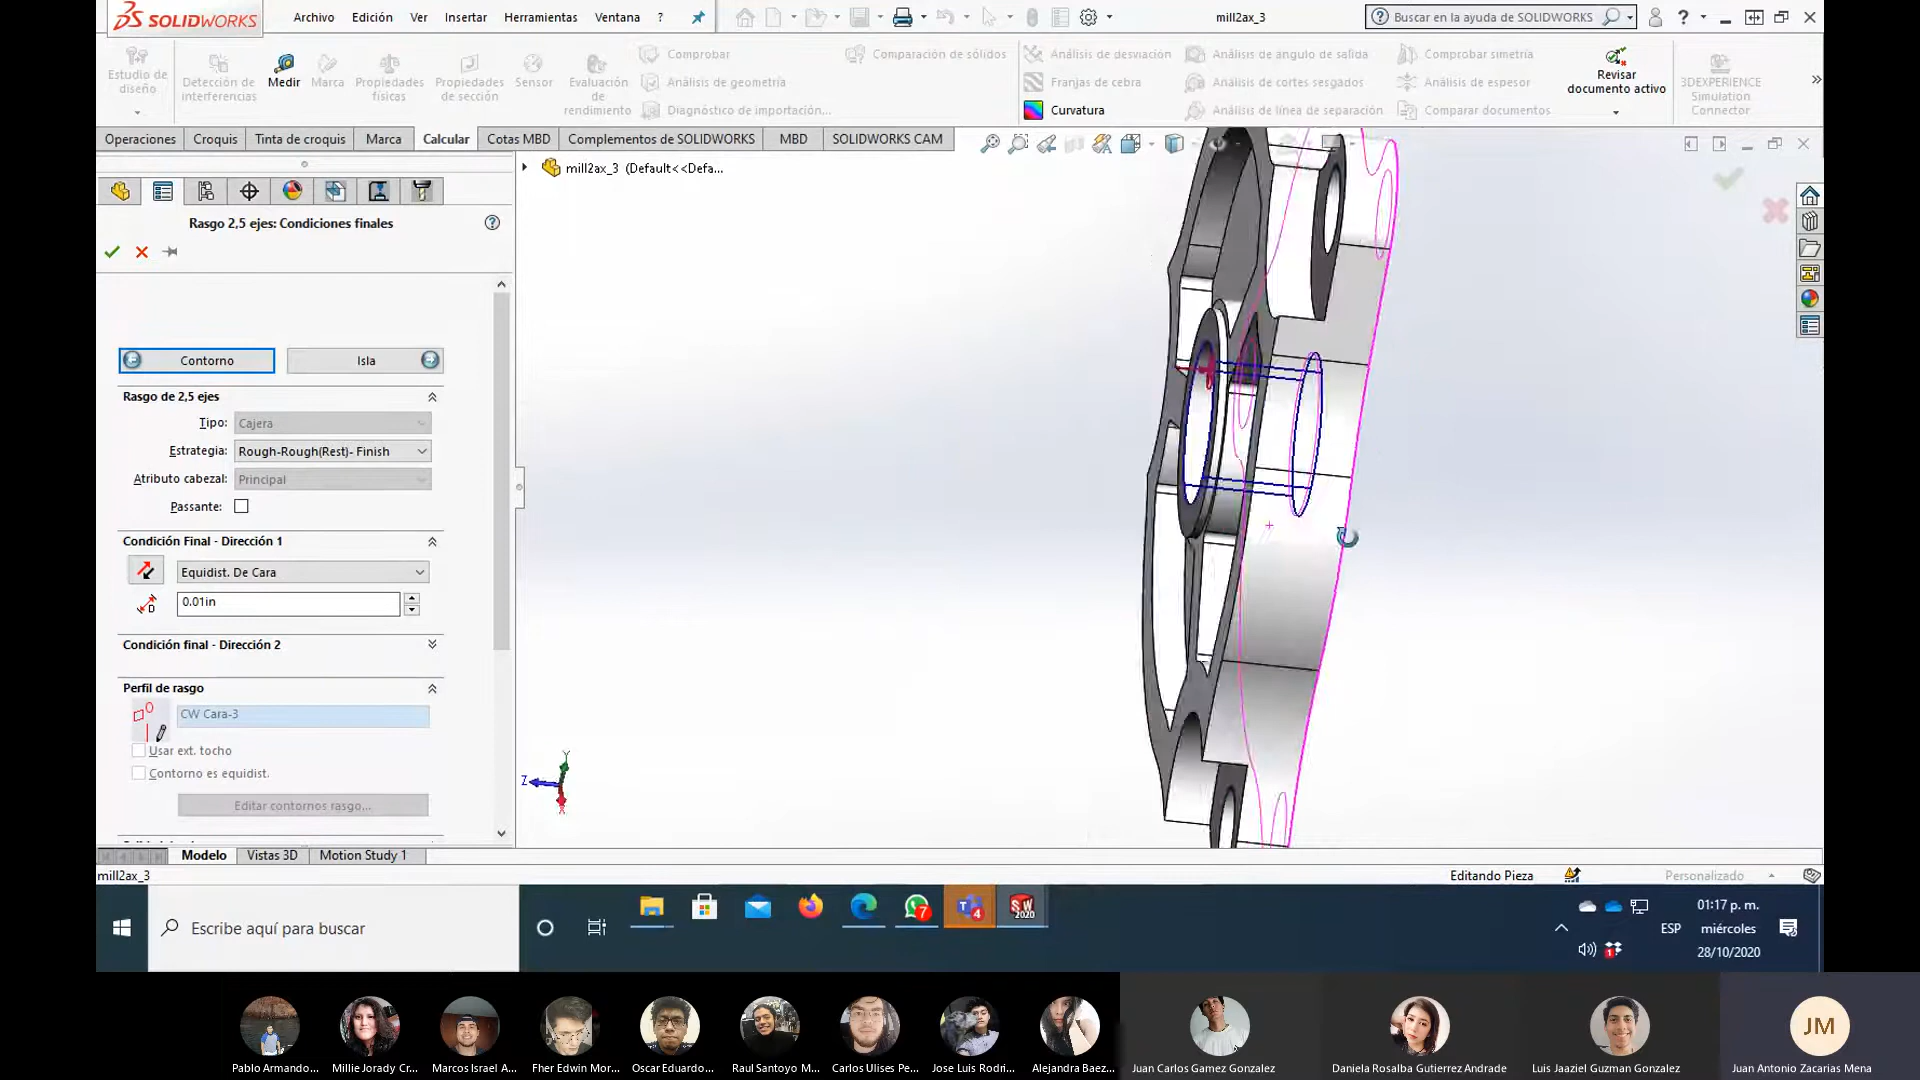 SOLIDWORKS
Archivo Edición Ver Insertar Herramientas Ventana ?
mill2ax_3
Buscar en la ayuda de SOLIDWORKS
Estudio de diseño
Detección de interferencias
Medir
Marca
Propiedades físicas
Propiedades de sección
Sensor
Evaluación de rendimiento
Comprobar
Análisis de geometría
Diagnóstico de importación...
Comparación de sólidos
Análisis de desviación
Franjas de cebra
Curvatura
Análisis de ángulo de salida
Análisis de cortes sesgados
Análisis de línea de separación
Comprobar simetría
Análisis de espesor
Comparar documentos
Revisar documento activo
3DEXPERIENCE Simulation Connector
Operaciones Croquis Tinta de croquis Marca Calcular Cotas MBD Complementos de SOLIDWORKS MBD SOLIDWORKS CAM
mill2ax_3 (Default<<Defa...
Rasgo 2,5 ejes: Condiciones finales
Contorno Isla
Rasgo de 2,5 ejes
Tipo: Cajera
Estrategia: Rough-Rough(Rest)- Finish
Atributo cabezal: Principal
Passante:
Condición Final - Dirección 1
Equidist. De Cara
0.01in
Condición final - Dirección 2
Perfil de rasgo
CW Cara-3
Usar ext. tocho
Contorno es equidist.
Editar contornos rasgo...
Y
Z
X
Modelo Vistas 3D Motion Study 1
mill2ax_3 Editando Pieza Personalizado
Escribe aquí para buscar
7
4
SW 2020
1
ESP
01:17 p. m.
miércoles
28/10/2020
JM
Pablo Armando... Millie Jorady Cr... Marcos Israel A... Fher Edwin Mor... Oscar Eduardo... Raul Santoyo M... Carlos Ulises Pe... Jose Luis Rodri... Alejandra Baez... Juan Carlos Gamez Gonzalez Daniela Rosalba Gutierrez Andrade Luis Jaaziel Guzman Gonzalez Juan Antonio Zacarias Mena